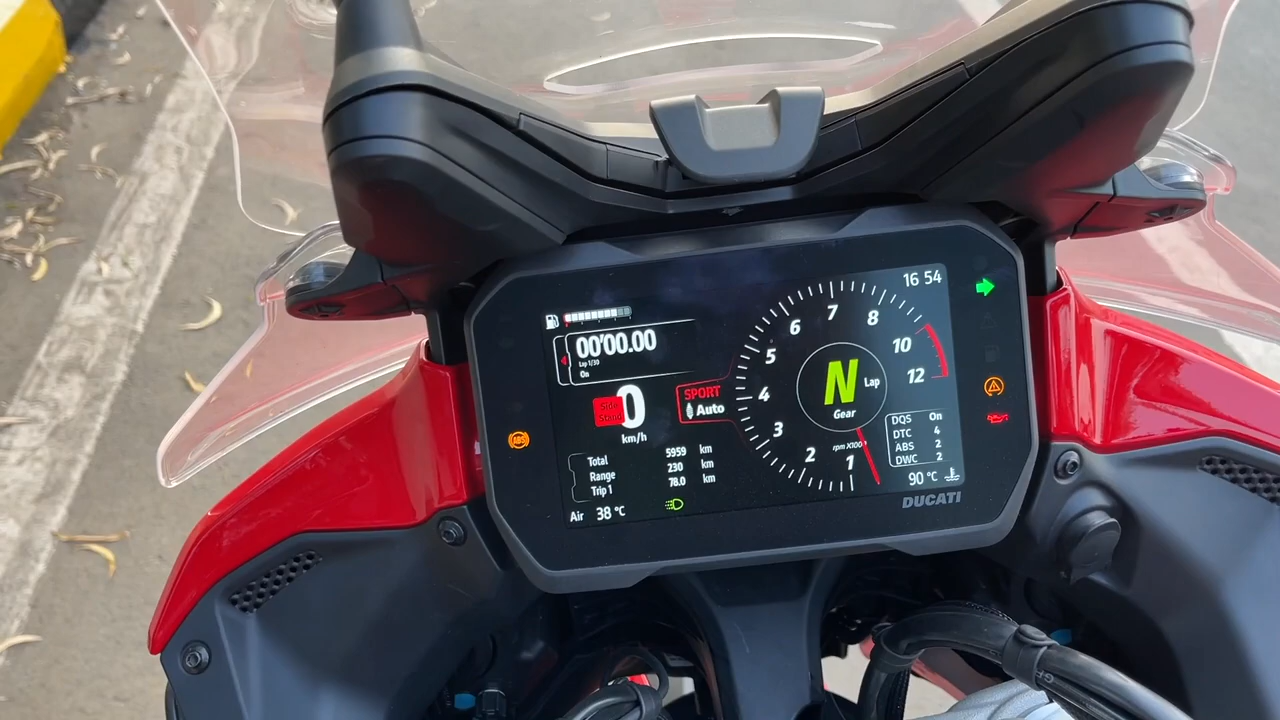 16 54
00'00.00
Lap 1/30
On
Side
Stand
0
km/h
SPORT
Auto
1
2
3
4
5
6
7
8
10
12
N
Lap
Gear
rpm X1000
DQS On
DTC 4
ABS 2
DWC 2
Total 5959 km
Range 230 km
Trip 1 78.0 km
Air 38 °C
90 °C
ABS
DUCATI